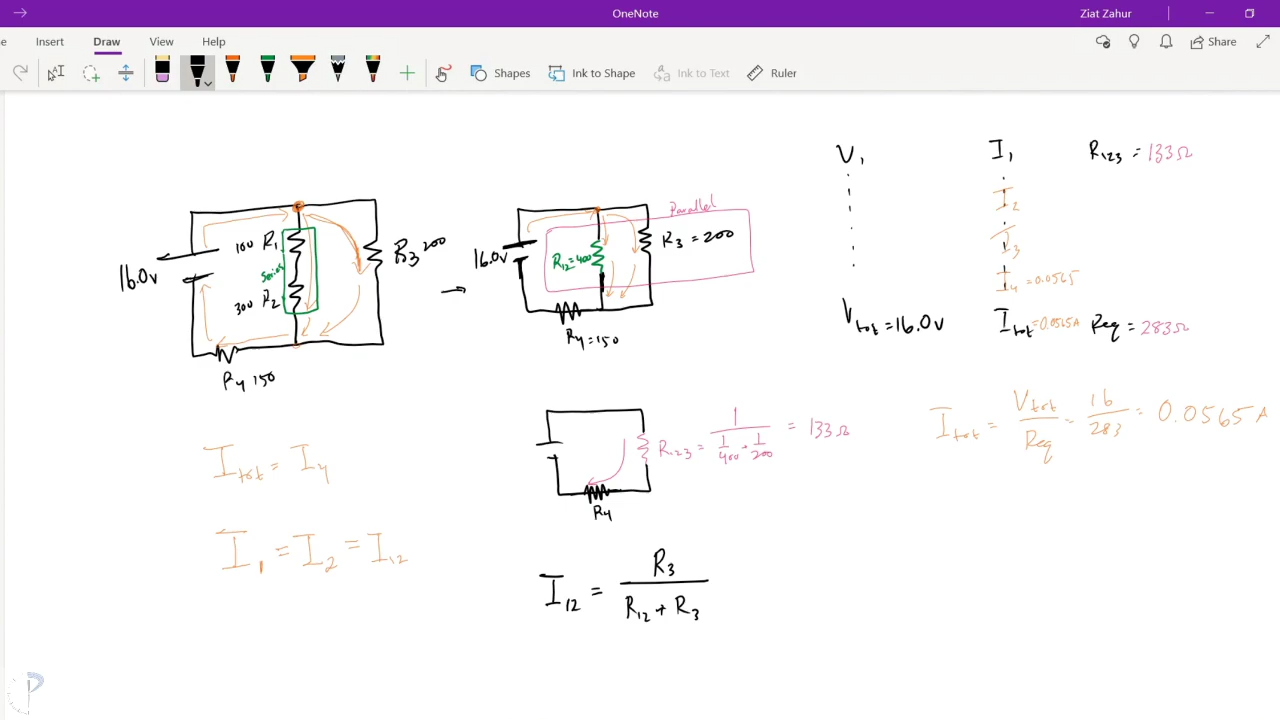 OneNote
Ziat Zahur
Insert Draw View Help
Share
Shapes
Ink to Shape
Ink to Text
Ruler
16.0v
100 R1
Series
300 R2
R3 200
R4 150
Parallel
16.0v
R12=400
R3 = 200
R4=150
V1
Vtot=16.0v
I1
I2
I3
I4 =0.0565
Itot=0.0565A
R123 = 133Ω
Req = 283Ω
R123 = 1/(1/400 + 1/200) = 133Ω
R4
Itot = Vtot/Req = 16/283 = 0.0565A
Itot = I4
I1 = I2 = I12
I12 = R3/(R12 + R3)